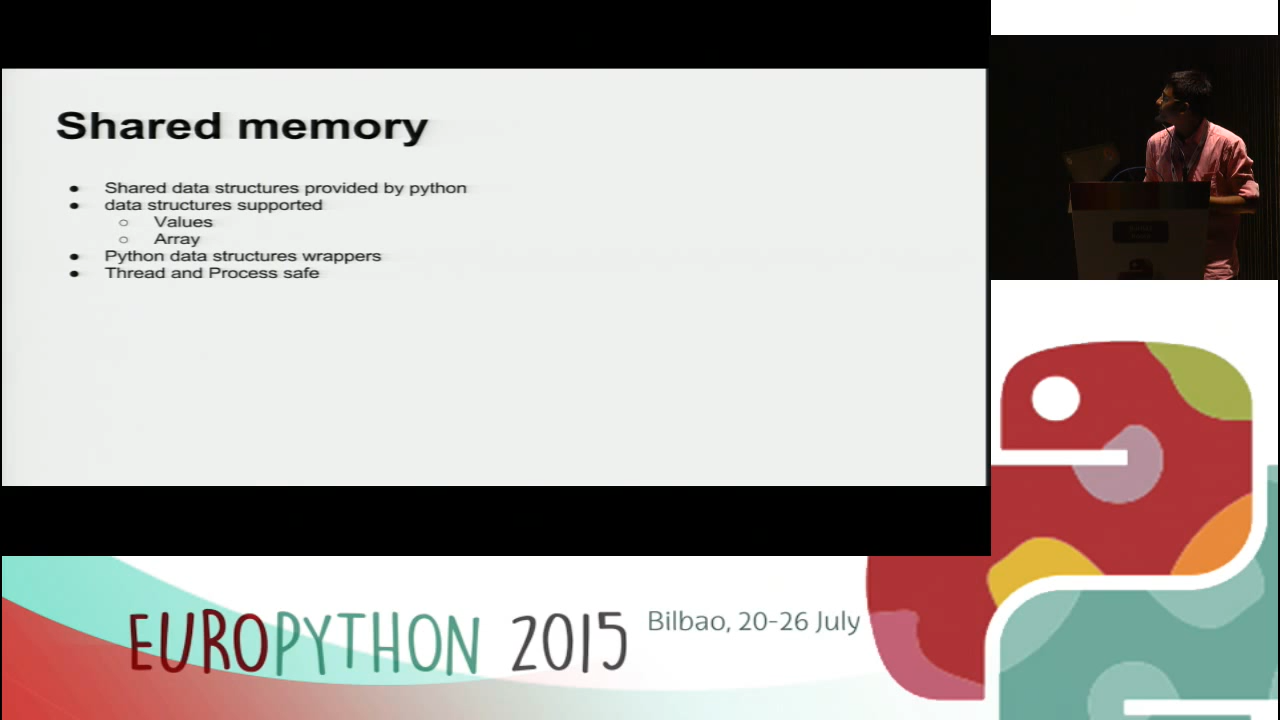 Shared memory
● Shared data structures provided by python
● data structures supported
○ Values
○ Array
● Python data structures wrappers
● Thread and Process safe
EUROPYTHON 2015
Bilbao, 20-26 July